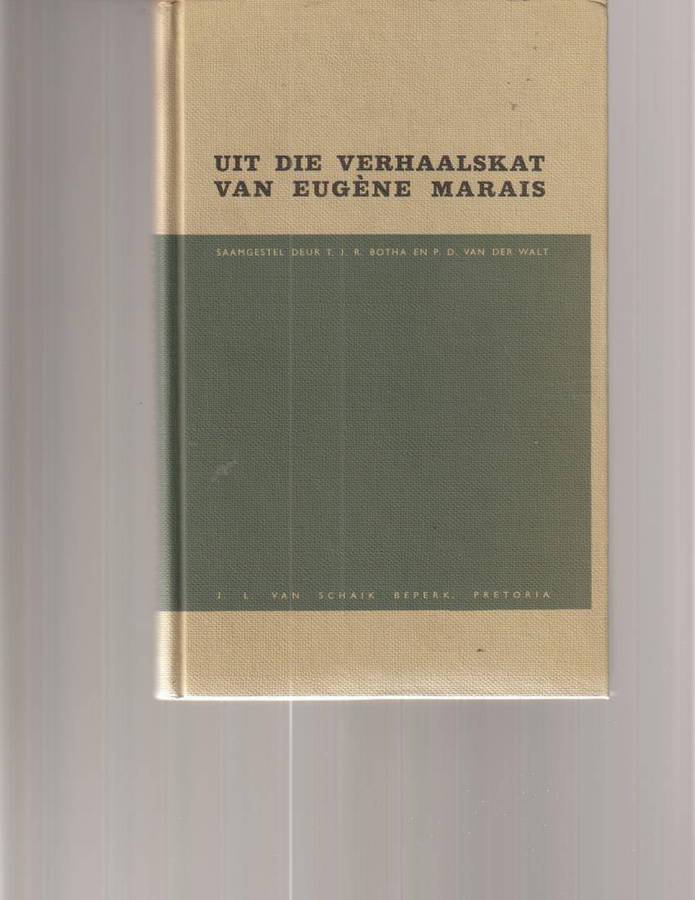 UIT DIE VERHAALSKAT
VAN EUGÈNE MARAIS
SAAMGESTEL DEUR T. J. R. BOTHA EN P. D. VAN DER WALT
J. L. VAN SCHAIK BEPERK, PRETORIA